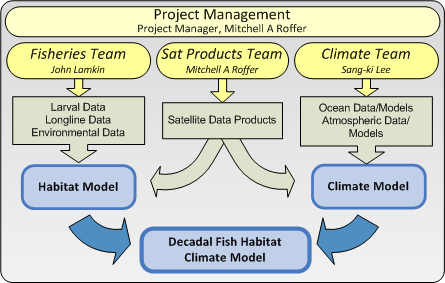 Project Management
Project Manager, Mitchell A Roffer
Fisheries Team
John Lamkin
Sat Products Team
Mitchell A Roffer
Climate Team
Sang-ki Lee
Larval Data
Longline Data
Environmental Data
Satellite Data Products
Ocean Data/Models
Atmospheric Data/
Models
Habitat Model
Climate Model
Decadal Fish Habitat
Climate Model